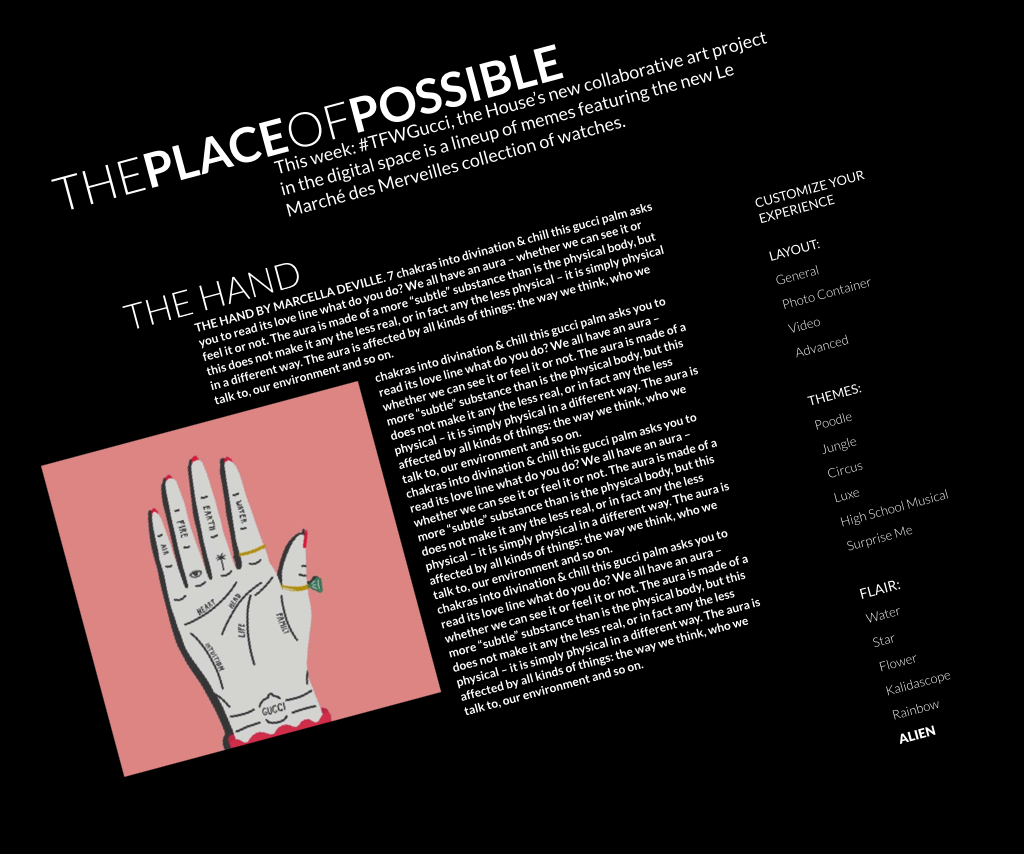 THEPLACEOFPOSSIBLE
This week: #TFWGucci, the House's new collaborative art project
in the digital space is a lineup of memes featuring the new Le
Marché des Merveilles collection of watches.
THE HAND
THE HAND BY MARCELLA DEVILLE. 7 chakras into divination & chill this gucci palm asks
you to read its love line what do you do? We all have an aura – whether we can see it or
feel it or not. The aura is made of a more “subtle” substance than is the physical body, but
this does not make it any the less real, or in fact any the less physical – it is simply physical
in a different way. The aura is affected by all kinds of things: the way we think, who we
talk to, our environment and so on.
chakras into divination & chill this gucci palm asks you to
read its love line what do you do? We all have an aura –
whether we can see it or feel it or not. The aura is made of a
more “subtle” substance than is the physical body, but this
does not make it any the less real, or in fact any the less
physical – it is simply physical in a different way. The aura is
affected by all kinds of things: the way we think, who we
talk to, our environment and so on.
chakras into divination & chill this gucci palm asks you to
read its love line what do you do? We all have an aura –
whether we can see it or feel it or not. The aura is made of a
more “subtle” substance than is the physical body, but this
does not make it any the less real, or in fact any the less
physical – it is simply physical in a different way. The aura is
affected by all kinds of things: the way we think, who we
talk to, our environment and so on.
chakras into divination & chill this gucci palm asks you to
read its love line what do you do? We all have an aura –
whether we can see it or feel it or not. The aura is made of a
more “subtle” substance than is the physical body, but this
does not make it any the less real, or in fact any the less
physical – it is simply physical in a different way. The aura is
affected by all kinds of things: the way we think, who we
talk to, our environment and so on.
AIR
FIRE
EARTH
WATER
HEART
HEAD
LIFE
FAMILY
INTUITION
GUCCI
CUSTOMIZE YOUR
EXPERIENCE
LAYOUT:
General
Photo Container
Video
Advanced
THEMES:
Poodle
Jungle
Circus
Luxe
High School Musical
Surprise Me
FLAIR:
Water
Star
Flower
Kalidascope
Rainbow
ALIEN